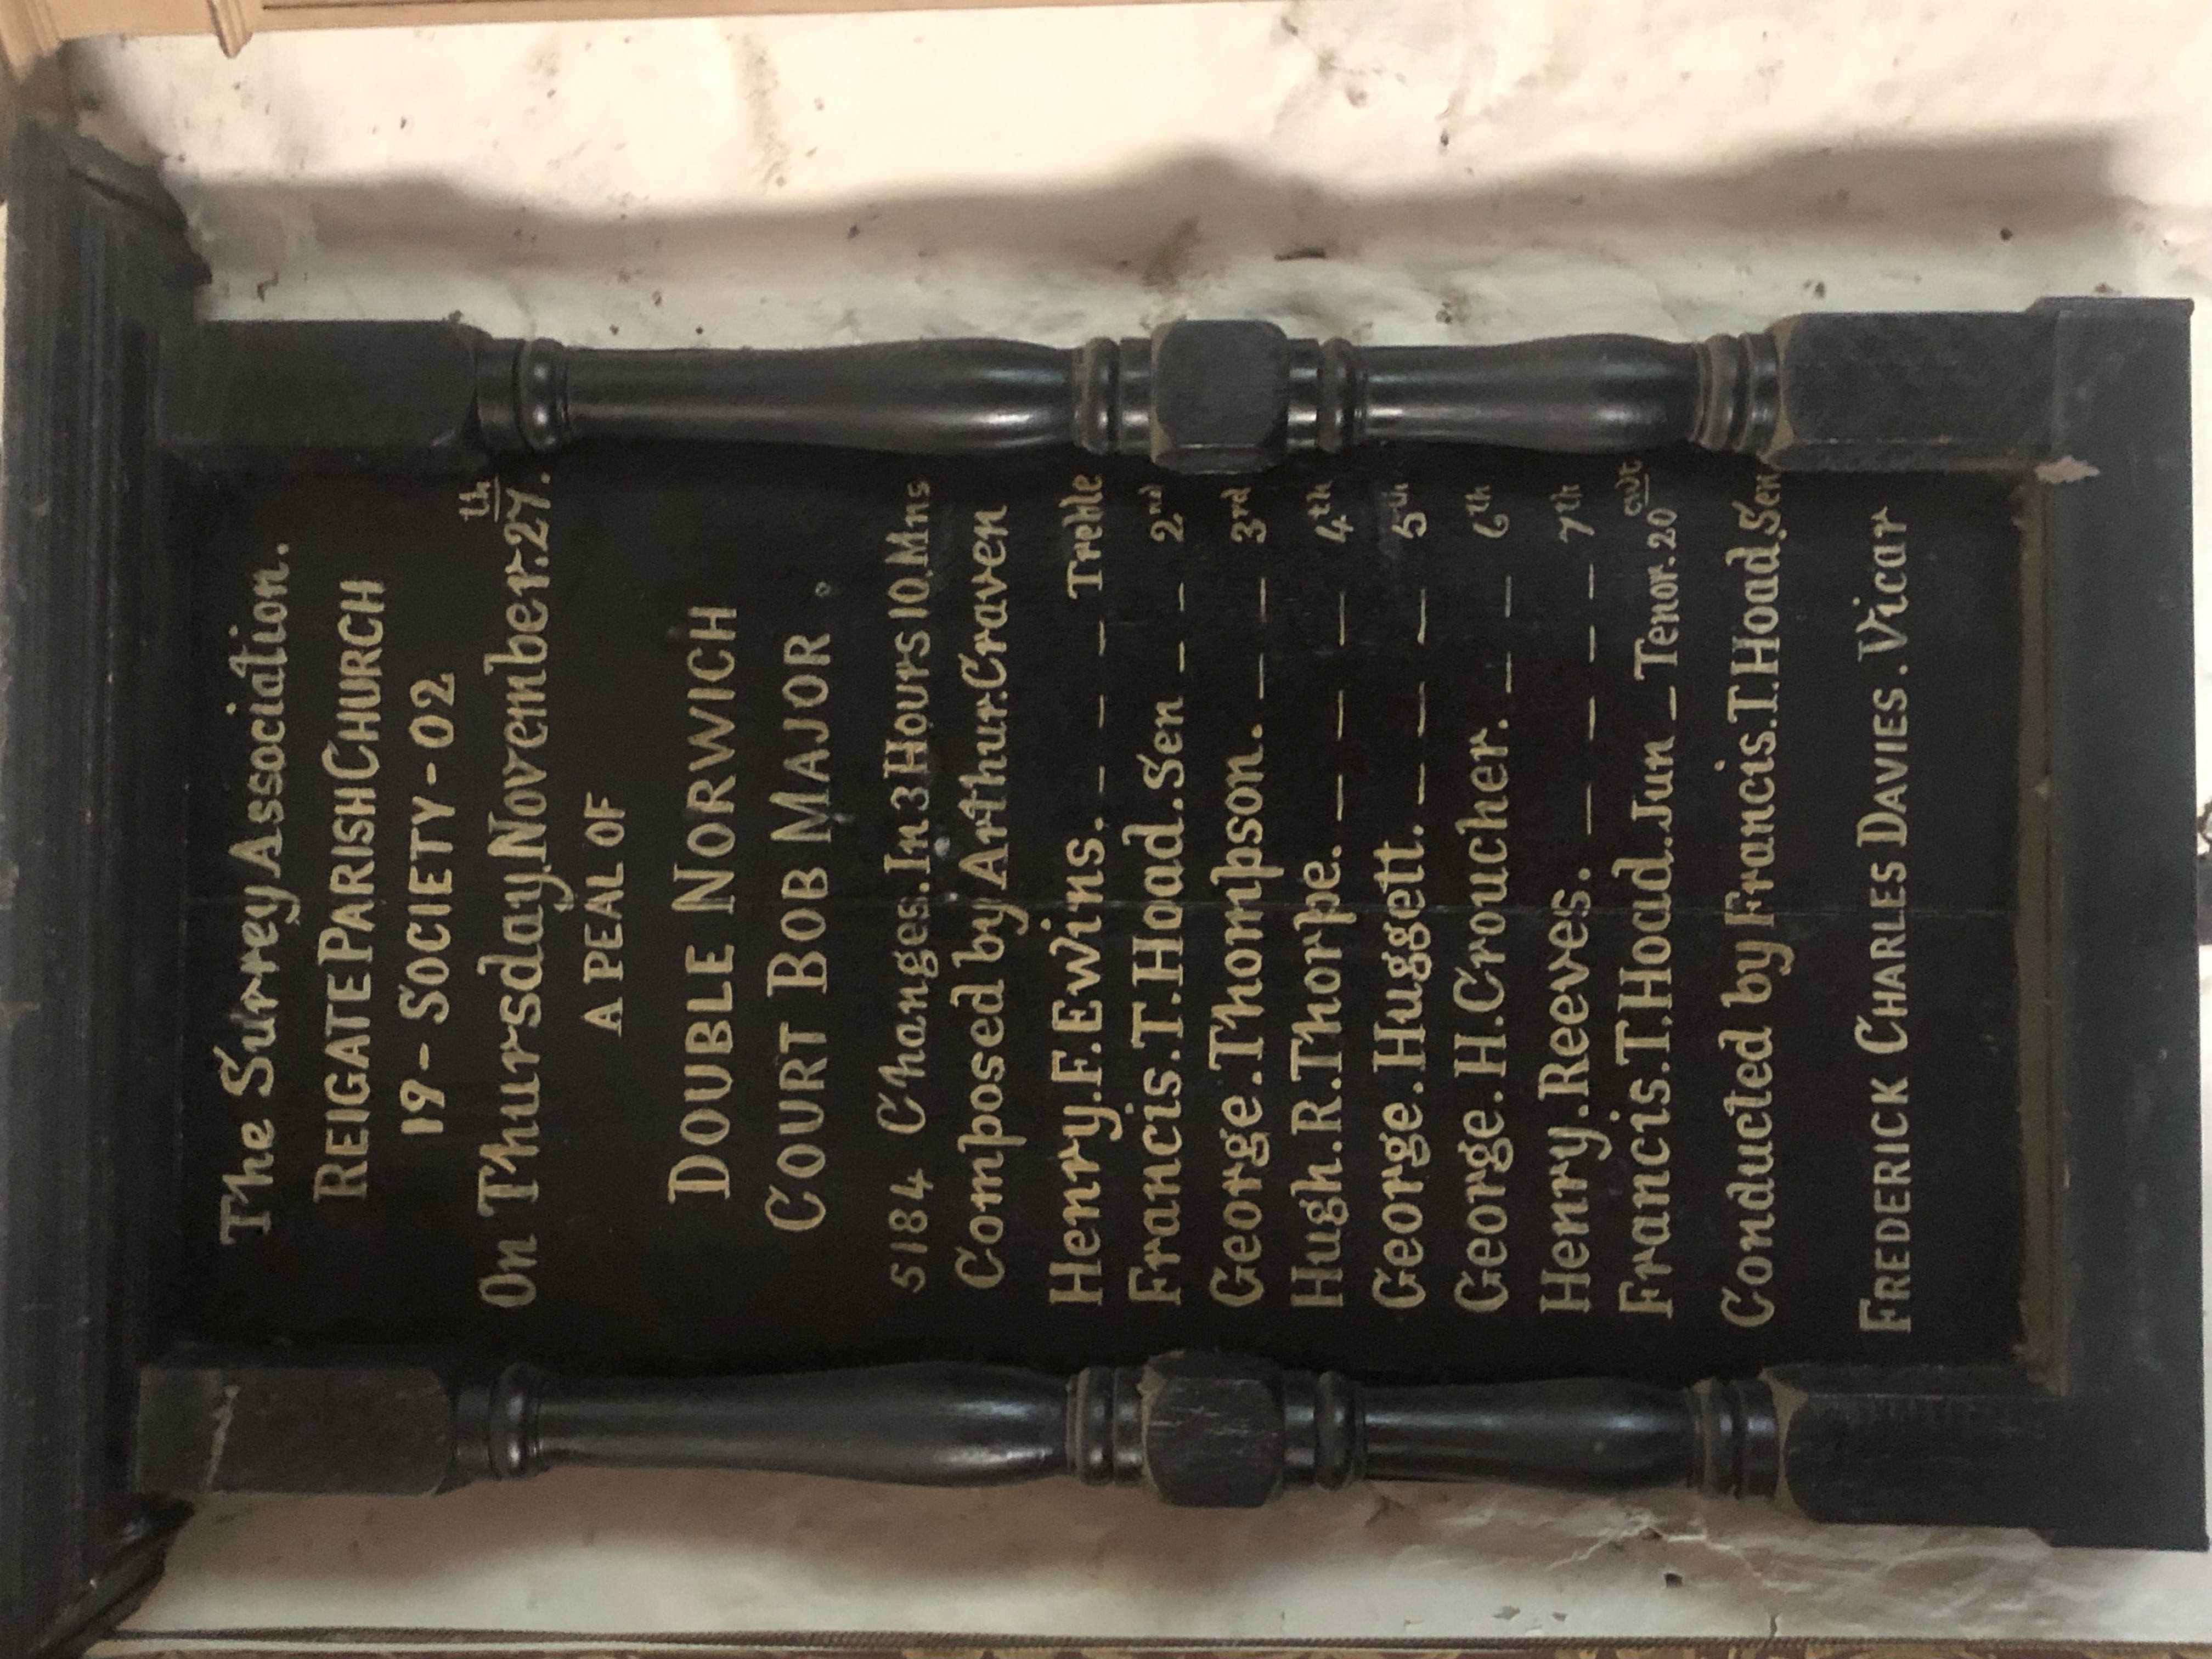 The Surrey Association.
REIGATE PARISH CHURCH
19-SOCIETY-02
On Thursday. November. 27th.
A PEAL OF
DOUBLE NORWICH
COURT BOB MAJOR
5184 Changes. In 3 Hours 10. Mns
Composed by Arthur. Craven
Henry. F. Ewins. - - - Treble
Francis. T. Hoad. Sen - - 2nd
George. Thompson. - - 3rd
Hugh. R. Thorpe. - - - 4th
George. Huggett. - - - 5th
George. H. Croucher. - - 6th
Henry. Reeves. - - - - 7th
Francis. T. Hoad. Jun - - Tenor. 20 cwt
Conducted by Francis. T. Hoad. Sen
FREDERICK CHARLES DAVIES. Vicar